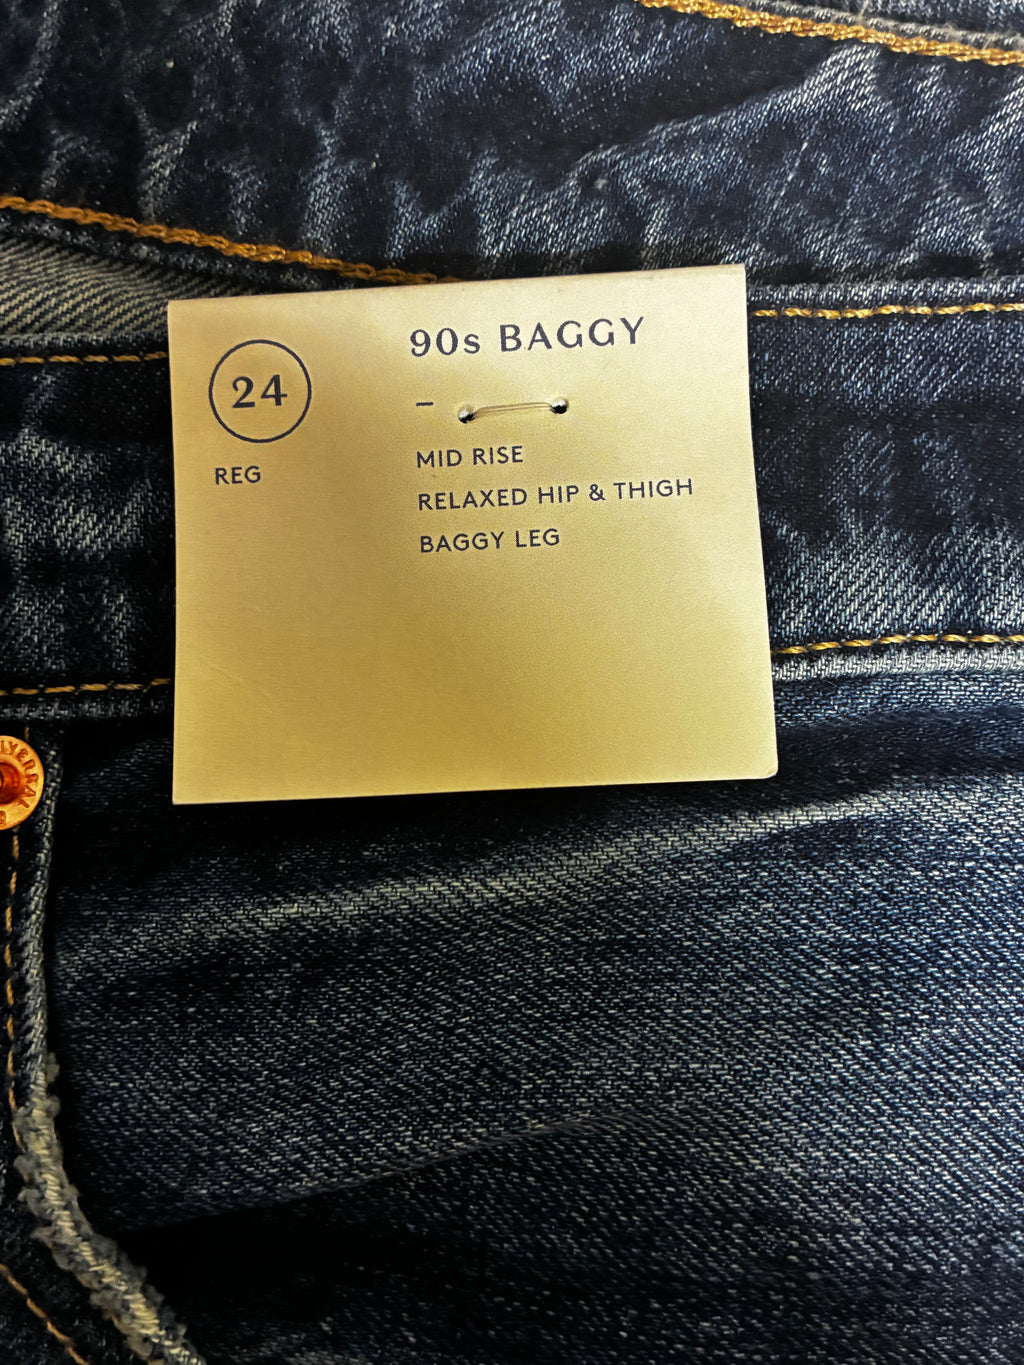 90s BAGGY
24
–
REG
MID RISE
RELAXED HIP & THIGH
BAGGY LEG